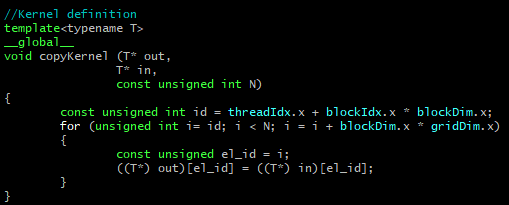 //Kernel definition
template<typename T>
__global__
void copyKernel (T* out,
T* in,
const unsigned int N)
{
const unsigned int id = threadIdx.x + blockIdx.x * blockDim.x;
for (unsigned int i= id; i < N; i = i + blockDim.x * gridDim.x)
{
const unsigned el_id = i;
((T*) out)[el_id] = ((T*) in)[el_id];
}
}